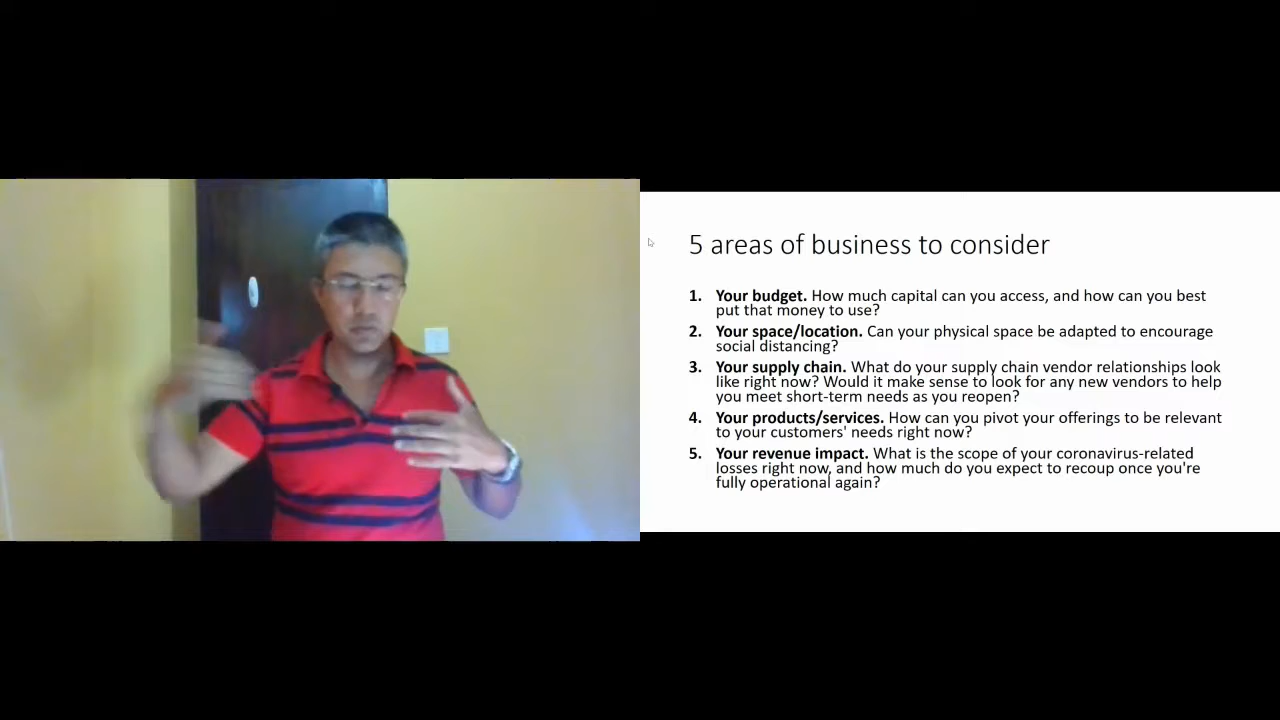 5 areas of business to consider
1. Your budget. How much capital can you access, and how can you best
put that money to use?
2. Your space/location. Can your physical space be adapted to encourage
social distancing?
3. Your supply chain. What do your supply chain vendor relationships look
like right now? Would it make sense to look for any new vendors to help
you meet short-term needs as you reopen?
4. Your products/services. How can you pivot your offerings to be relevant
to your customers' needs right now?
5. Your revenue impact. What is the scope of your coronavirus-related
losses right now, and how much do you expect to recoup once you're
fully operational again?